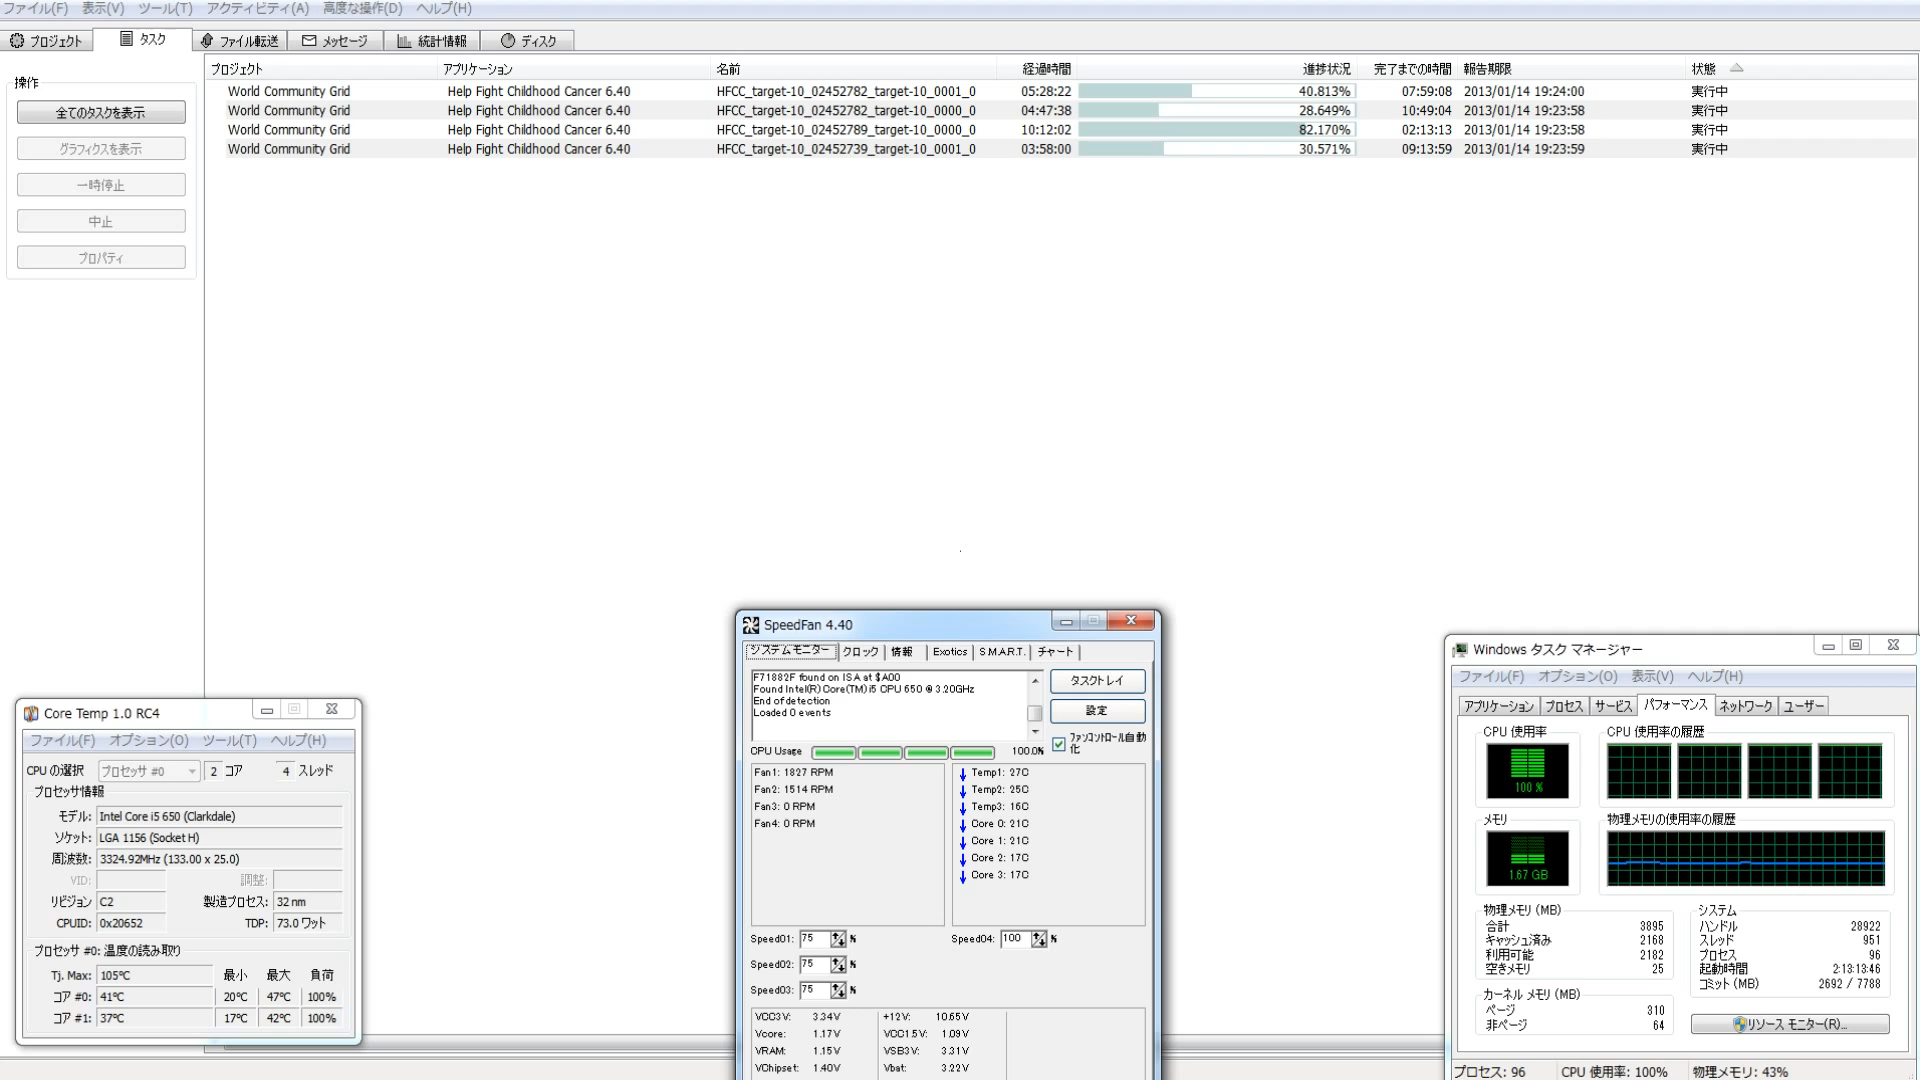 ファイル(F) 表示(V) ツール(T) アクティビティ(A) 高度な操作(D) ヘルプ(H)
プロジェクト タスク ファイル転送 メッセージ 統計情報 ディスク
操作
全てのタスクを表示
グラフィクスを表示
一時停止
中止
プロパティ
プロジェクト アプリケーション 名前 経過時間 進捗状況 完了までの時間 報告期限 状態
World Community Grid Help Fight Childhood Cancer 6.40 HFCC_target-10_02452782_target-10_0001_0 05:28:22 40.813% 07:59:08 2013/01/14 19:24:00 実行中
World Community Grid Help Fight Childhood Cancer 6.40 HFCC_target-10_02452782_target-10_0000_0 04:47:38 28.649% 10:49:04 2013/01/14 19:23:58 実行中
World Community Grid Help Fight Childhood Cancer 6.40 HFCC_target-10_02452789_target-10_0000_0 10:12:02 82.170% 02:13:13 2013/01/14 19:23:58 実行中
World Community Grid Help Fight Childhood Cancer 6.40 HFCC_target-10_02452739_target-10_0001_0 03:58:00 30.571% 09:13:59 2013/01/14 19:23:59 実行中
Core Temp 1.0 RC4
ファイル(F) オプション(O) ツール(T) ヘルプ(H)
CPU の選択 プロセッサ #0 2 コア 4 スレッド
プロセッサ情報
モデル: Intel Core i5 650 (Clarkdale)
ソケット: LGA 1156 (Socket H)
周波数: 3324.92MHz (133.00 x 25.0)
VID: 調整:
リビジョン C2 製造プロセス: 32 nm
CPUID: 0x20652 TDP: 73.0 ワット
プロセッサ #0: 温度の読み取り
Tj. Max: 105℃ 最小 最大 負荷
コア #0: 41℃ 20℃ 47℃ 100%
コア #1: 37℃ 17℃ 42℃ 100%
SpeedFan 4.40
システムモニター クロック 情報 Exotics S.M.A.R.T. チャート
F71882F found on ISA at $A00
Found Intel(R) Core(TM) i5 CPU 650 @ 3.20GHz
End of detection
Loaded 0 events
タスクトレイ
設定
ファンコントロール自動化
CPU Usage 100.0%
Fan1: 1827 RPM
Fan2: 1514 RPM
Fan3: 0 RPM
Fan4: 0 RPM
Temp1: 27C
Temp2: 25C
Temp3: 16C
Core 0: 21C
Core 1: 21C
Core 2: 17C
Core 3: 17C
Speed01: 75 % Speed04: 100 %
Speed02: 75 %
Speed03: 75 %
VCC3V: 3.34V +12V: 10.65V
Vcore: 1.17V VCC1.5V: 1.09V
VRAM: 1.15V VSB3V: 3.31V
VChipset: 1.40V Vbat: 3.22V
Windows タスク マネージャー
ファイル(F) オプション(O) 表示(V) ヘルプ(H)
アプリケーション プロセス サービス パフォーマンス ネットワーク ユーザー
CPU 使用率 CPU 使用率の履歴
100 %
メモリ 物理メモリの使用率の履歴
1.67 GB
物理メモリ (MB)
合計 3895
キャッシュ済み 2168
利用可能 2182
空きメモリ 25
カーネル メモリ (MB)
ページ 310
非ページ 64
システム
ハンドル 28922
スレッド 951
プロセス 96
起動時間 2:13:13:46
コミット (MB) 2692 / 7788
リソース モニター(R)...
プロセス: 96 CPU 使用率: 100% 物理メモリ: 43%